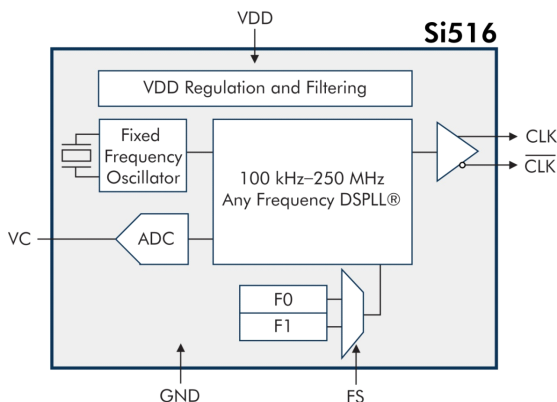 VDD
Si516
VDD Regulation and Filtering
Fixed
Frequency
Oscillator
100 kHz–250 MHz
Any Frequency DSPLL®
CLK
CLK
VC
ADC
F0
F1
GND
FS